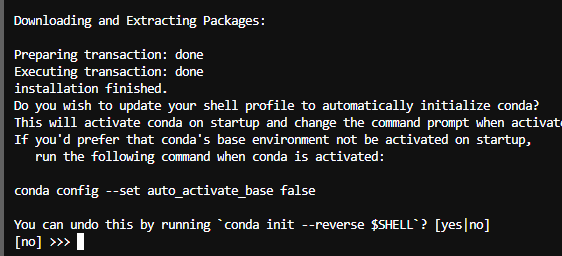 Downloading and Extracting Packages:
Preparing transaction: done
Executing transaction: done
installation finished.
Do you wish to update your shell profile to automatically initialize conda?
This will activate conda on startup and change the command prompt when activat
If you'd prefer that conda's base environment not be activated on startup,
run the following command when conda is activated:
conda config --set auto_activate_base false
You can undo this by running `conda init --reverse $SHELL`? [yes|no]
[no] >>>